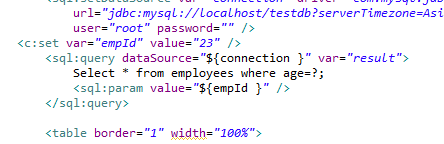 url="jdbc:mysql://localhost/testdb?serverTimezone=Asi
user="root" password="" />
<c:set var="empId" value="23" />
<sql:query dataSource="${connection }" var="result">
Select * from employees where age=?;
<sql:param value="${empId }" />
</sql:query>
<table border="1" width="100%">